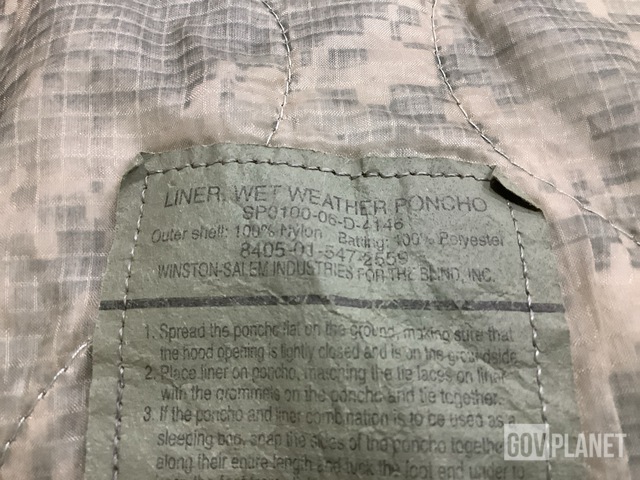 LINER, WET WEATHER PONCHO
SP0100-06-D-4146
Outer shell: 100% Nylon Batting: 100% Polyester
8405-01-547-2559
WINSTON-SALEM INDUSTRIES FOR THE BLIND, INC.
1. Spread the poncho flat on the ground, making sure that
the hood opening is tightly closed and is on the groundside.
2. Place liner on poncho, matching the tie laces on liner
with the grommets on the poncho and tie together.
3. If the poncho and liner combination is to be used as a
sleeping bag, snap the sides of the poncho together
along their entire length and tuck the foot end under to
GOVPLANET